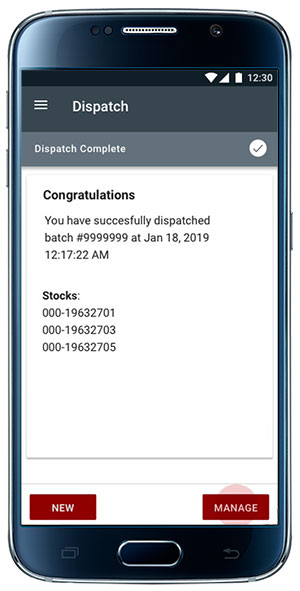 12:30
Dispatch
Dispatch Complete
Congratulations
You have succesfully dispatched
batch #9999999 at Jan 18, 2019
12:17:22 AM
Stocks:
000-19632701
000-19632703
000-19632705
NEW
MANAGE